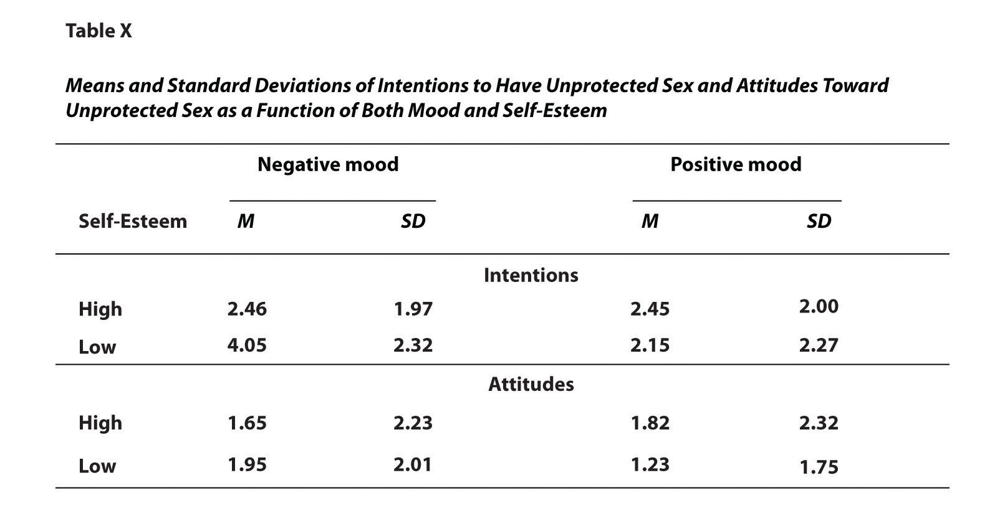 Table X
Means and Standard Deviations of Intentions to Have Unprotected Sex and Attitudes Toward
Unprotected Sex as a Function of Both Mood and Self-Esteem
Negative mood Positive mood
Self-Esteem M SD M SD
Intentions
High 2.46 1.97 2.45 2.00
Low 4.05 2.32 2.15 2.27
Attitudes
High 1.65 2.23 1.82 2.32
Low 1.95 2.01 1.23 1.75